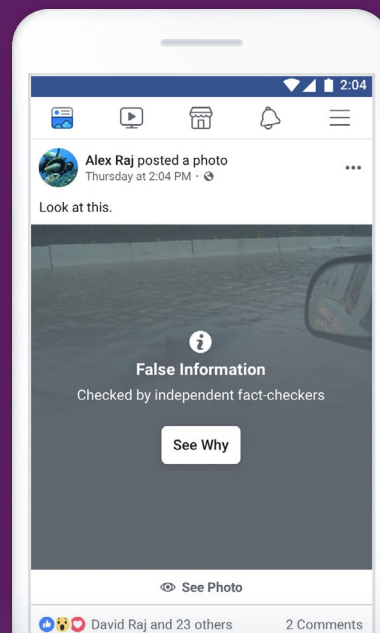 2:04
Alex Raj posted a photo
Thursday at 2:04 PM ·
Look at this.
False Information
Checked by independent fact-checkers
See Why
See Photo
David Raj and 23 others 2 Comments